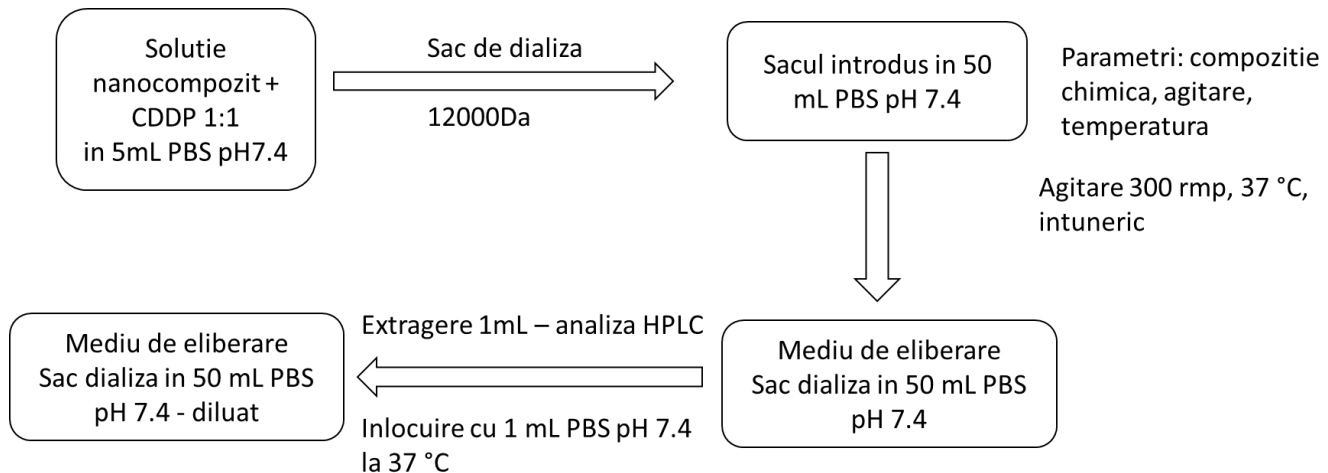 Solutie
nanocompozit +
CDDP 1:1
in 5mL PBS pH7.4
Sac de dializa
12000Da
Sacul introdus in 50
mL PBS pH 7.4
Parametri: compozitie
chimica, agitare,
temperatura
Agitare 300 rmp, 37 °C,
intuneric
Mediu de eliberare
Sac dializa in 50 mL PBS
pH 7.4
Extragere 1mL – analiza HPLC
Inlocuire cu 1 mL PBS pH 7.4
la 37 °C
Mediu de eliberare
Sac dializa in 50 mL PBS
pH 7.4 - diluat